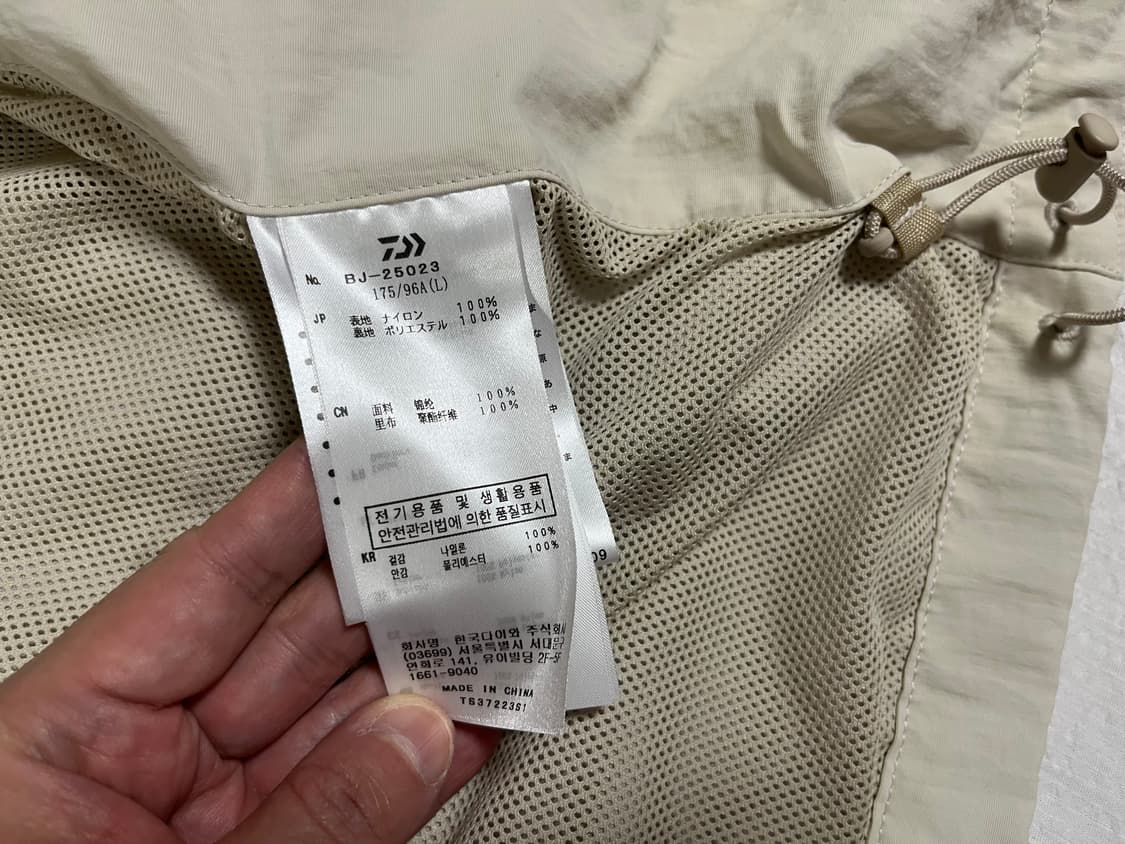 No. BJ-25023
175/96A(L)
JP 表地 ナイロン 100%
裏地 ポリエステル 100%
CN 面料 锦纶 100%
里布 聚酯纤维 100%
전기용품 및 생활용품
안전관리법에 의한 품질표시
KR 겉감 나일론 100%
안감 폴리에스터 100%
회사명 한국다이와 주식회사
(03699) 서울특별시 서대문구
연희로 141, 유이빌딩 2F-5F
1661-9040
MADE IN CHINA
TS37223S1
09